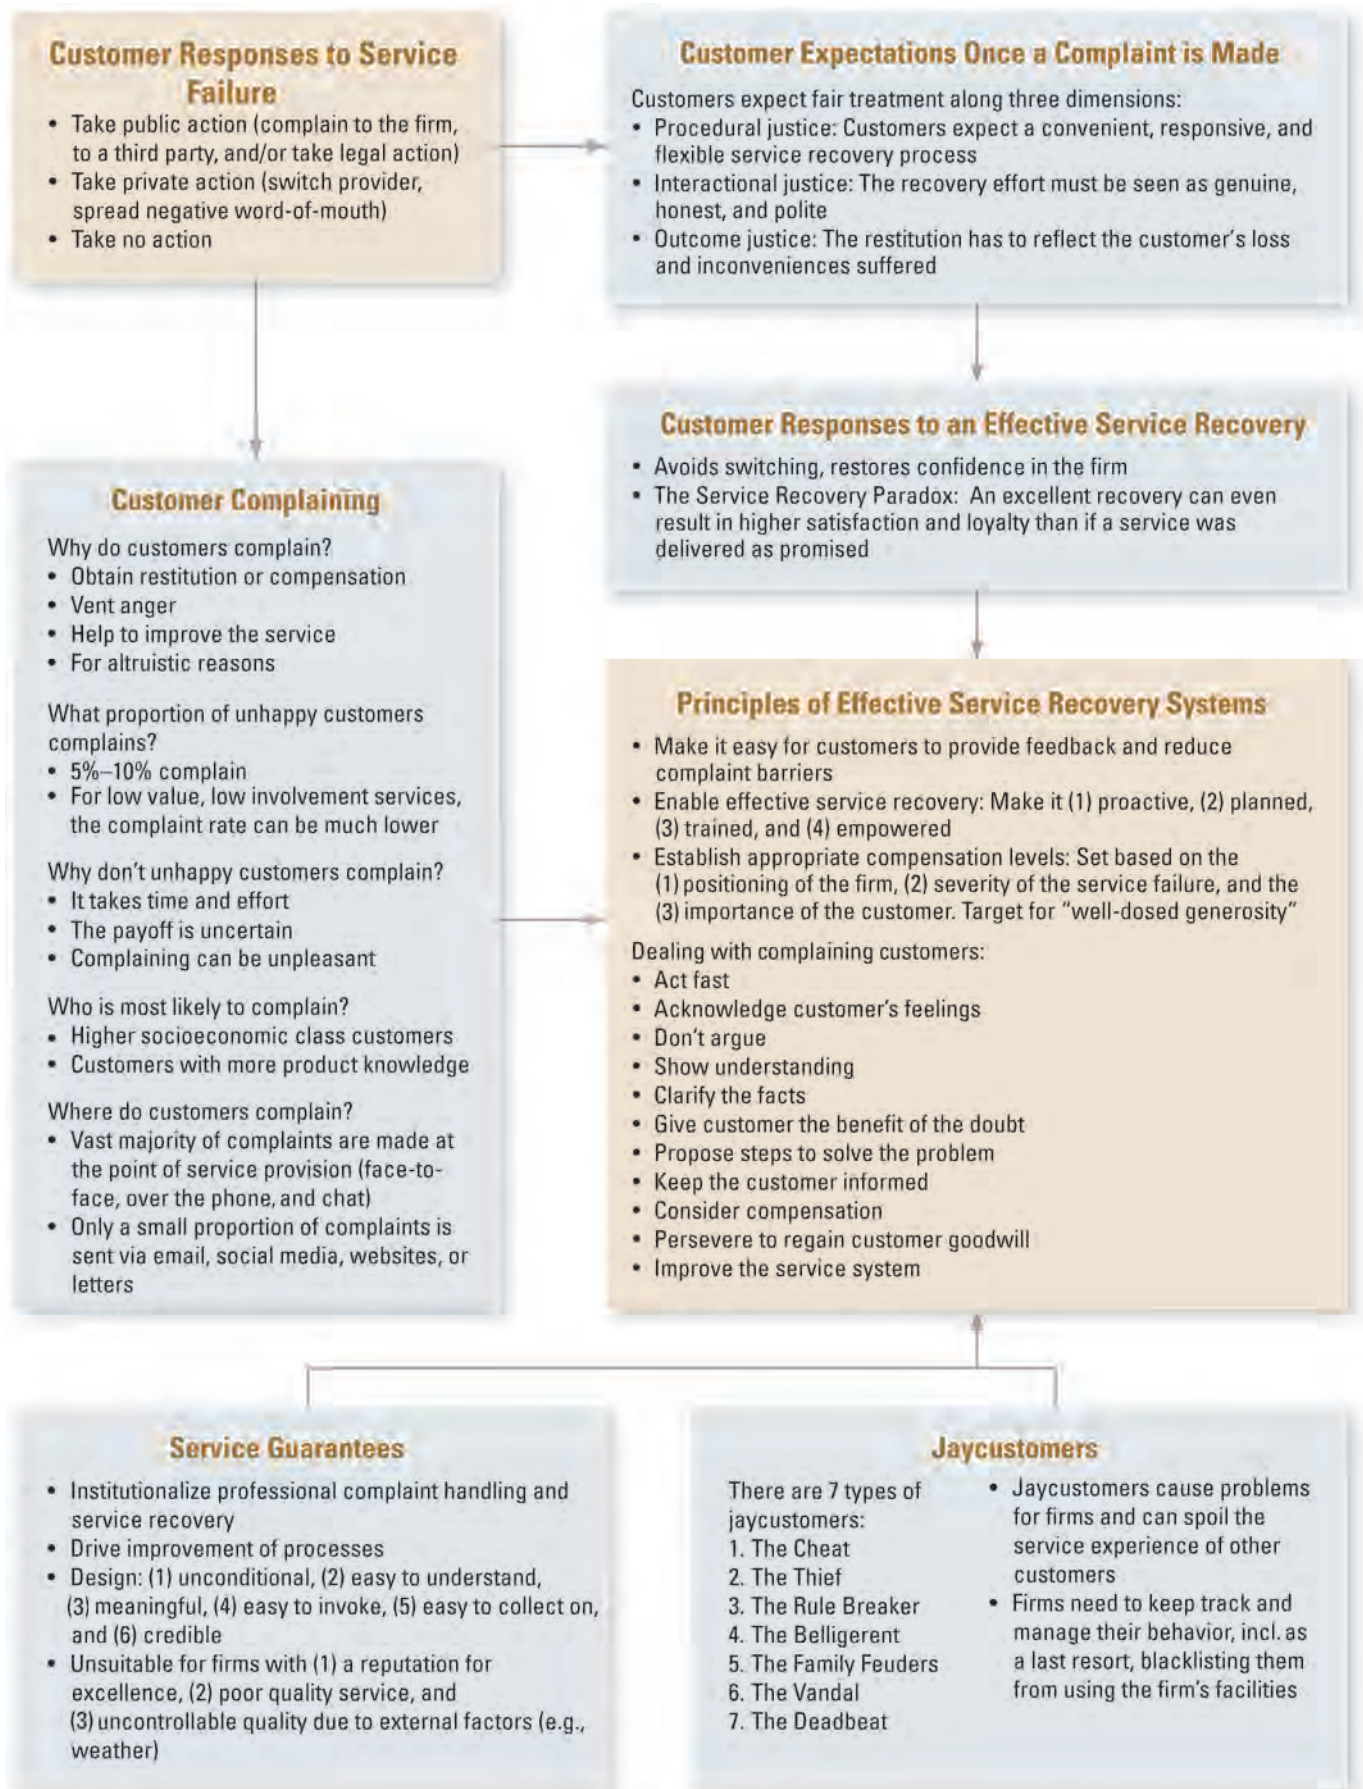 Customer Responses to Service
Failure
• Take public action (complain to the firm,
to a third party, and/or take legal action)
• Take private action (switch provider,
spread negative word-of-mouth)
• Take no action
Customer Expectations Once a Complaint is Made
Customers expect fair treatment along three dimensions:
• Procedural justice: Customers expect a convenient, responsive, and
flexible service recovery process
• Interactional justice: The recovery effort must be seen as genuine,
honest, and polite
• Outcome justice: The restitution has to reflect the customer's loss
and inconveniences suffered
Customer Responses to an Effective Service Recovery
• Avoids switching, restores confidence in the firm
• The Service Recovery Paradox: An excellent recovery can even
result in higher satisfaction and loyalty than if a service was
delivered as promised
Customer Complaining
Why do customers complain?
• Obtain restitution or compensation
• Vent anger
• Help to improve the service
• For altruistic reasons
What proportion of unhappy customers
complains?
• 5%–10% complain
• For low value, low involvement services,
the complaint rate can be much lower
Why don't unhappy customers complain?
• It takes time and effort
• The payoff is uncertain
• Complaining can be unpleasant
Who is most likely to complain?
• Higher socioeconomic class customers
• Customers with more product knowledge
Where do customers complain?
• Vast majority of complaints are made at
the point of service provision (face-to-
face, over the phone, and chat)
• Only a small proportion of complaints is
sent via email, social media, websites, or
letters
Principles of Effective Service Recovery Systems
• Make it easy for customers to provide feedback and reduce
complaint barriers
• Enable effective service recovery: Make it (1) proactive, (2) planned,
(3) trained, and (4) empowered
• Establish appropriate compensation levels: Set based on the
(1) positioning of the firm, (2) severity of the service failure, and the
(3) importance of the customer. Target for "well-dosed generosity"
Dealing with complaining customers:
• Act fast
• Acknowledge customer's feelings
• Don't argue
• Show understanding
• Clarify the facts
• Give customer the benefit of the doubt
• Propose steps to solve the problem
• Keep the customer informed
• Consider compensation
• Persevere to regain customer goodwill
• Improve the service system
Service Guarantees
• Institutionalize professional complaint handling and
service recovery
• Drive improvement of processes
• Design: (1) unconditional, (2) easy to understand,
(3) meaningful, (4) easy to invoke, (5) easy to collect on,
and (6) credible
• Unsuitable for firms with (1) a reputation for
excellence, (2) poor quality service, and
(3) uncontrollable quality due to external factors (e.g.,
weather)
Jaycustomers
There are 7 types of
jaycustomers:
1. The Cheat
2. The Thief
3. The Rule Breaker
4. The Belligerent
5. The Family Feuders
6. The Vandal
7. The Deadbeat
• Jaycustomers cause problems
for firms and can spoil the
service experience of other
customers
• Firms need to keep track and
manage their behavior, incl. as
a last resort, blacklisting them
from using the firm's facilities